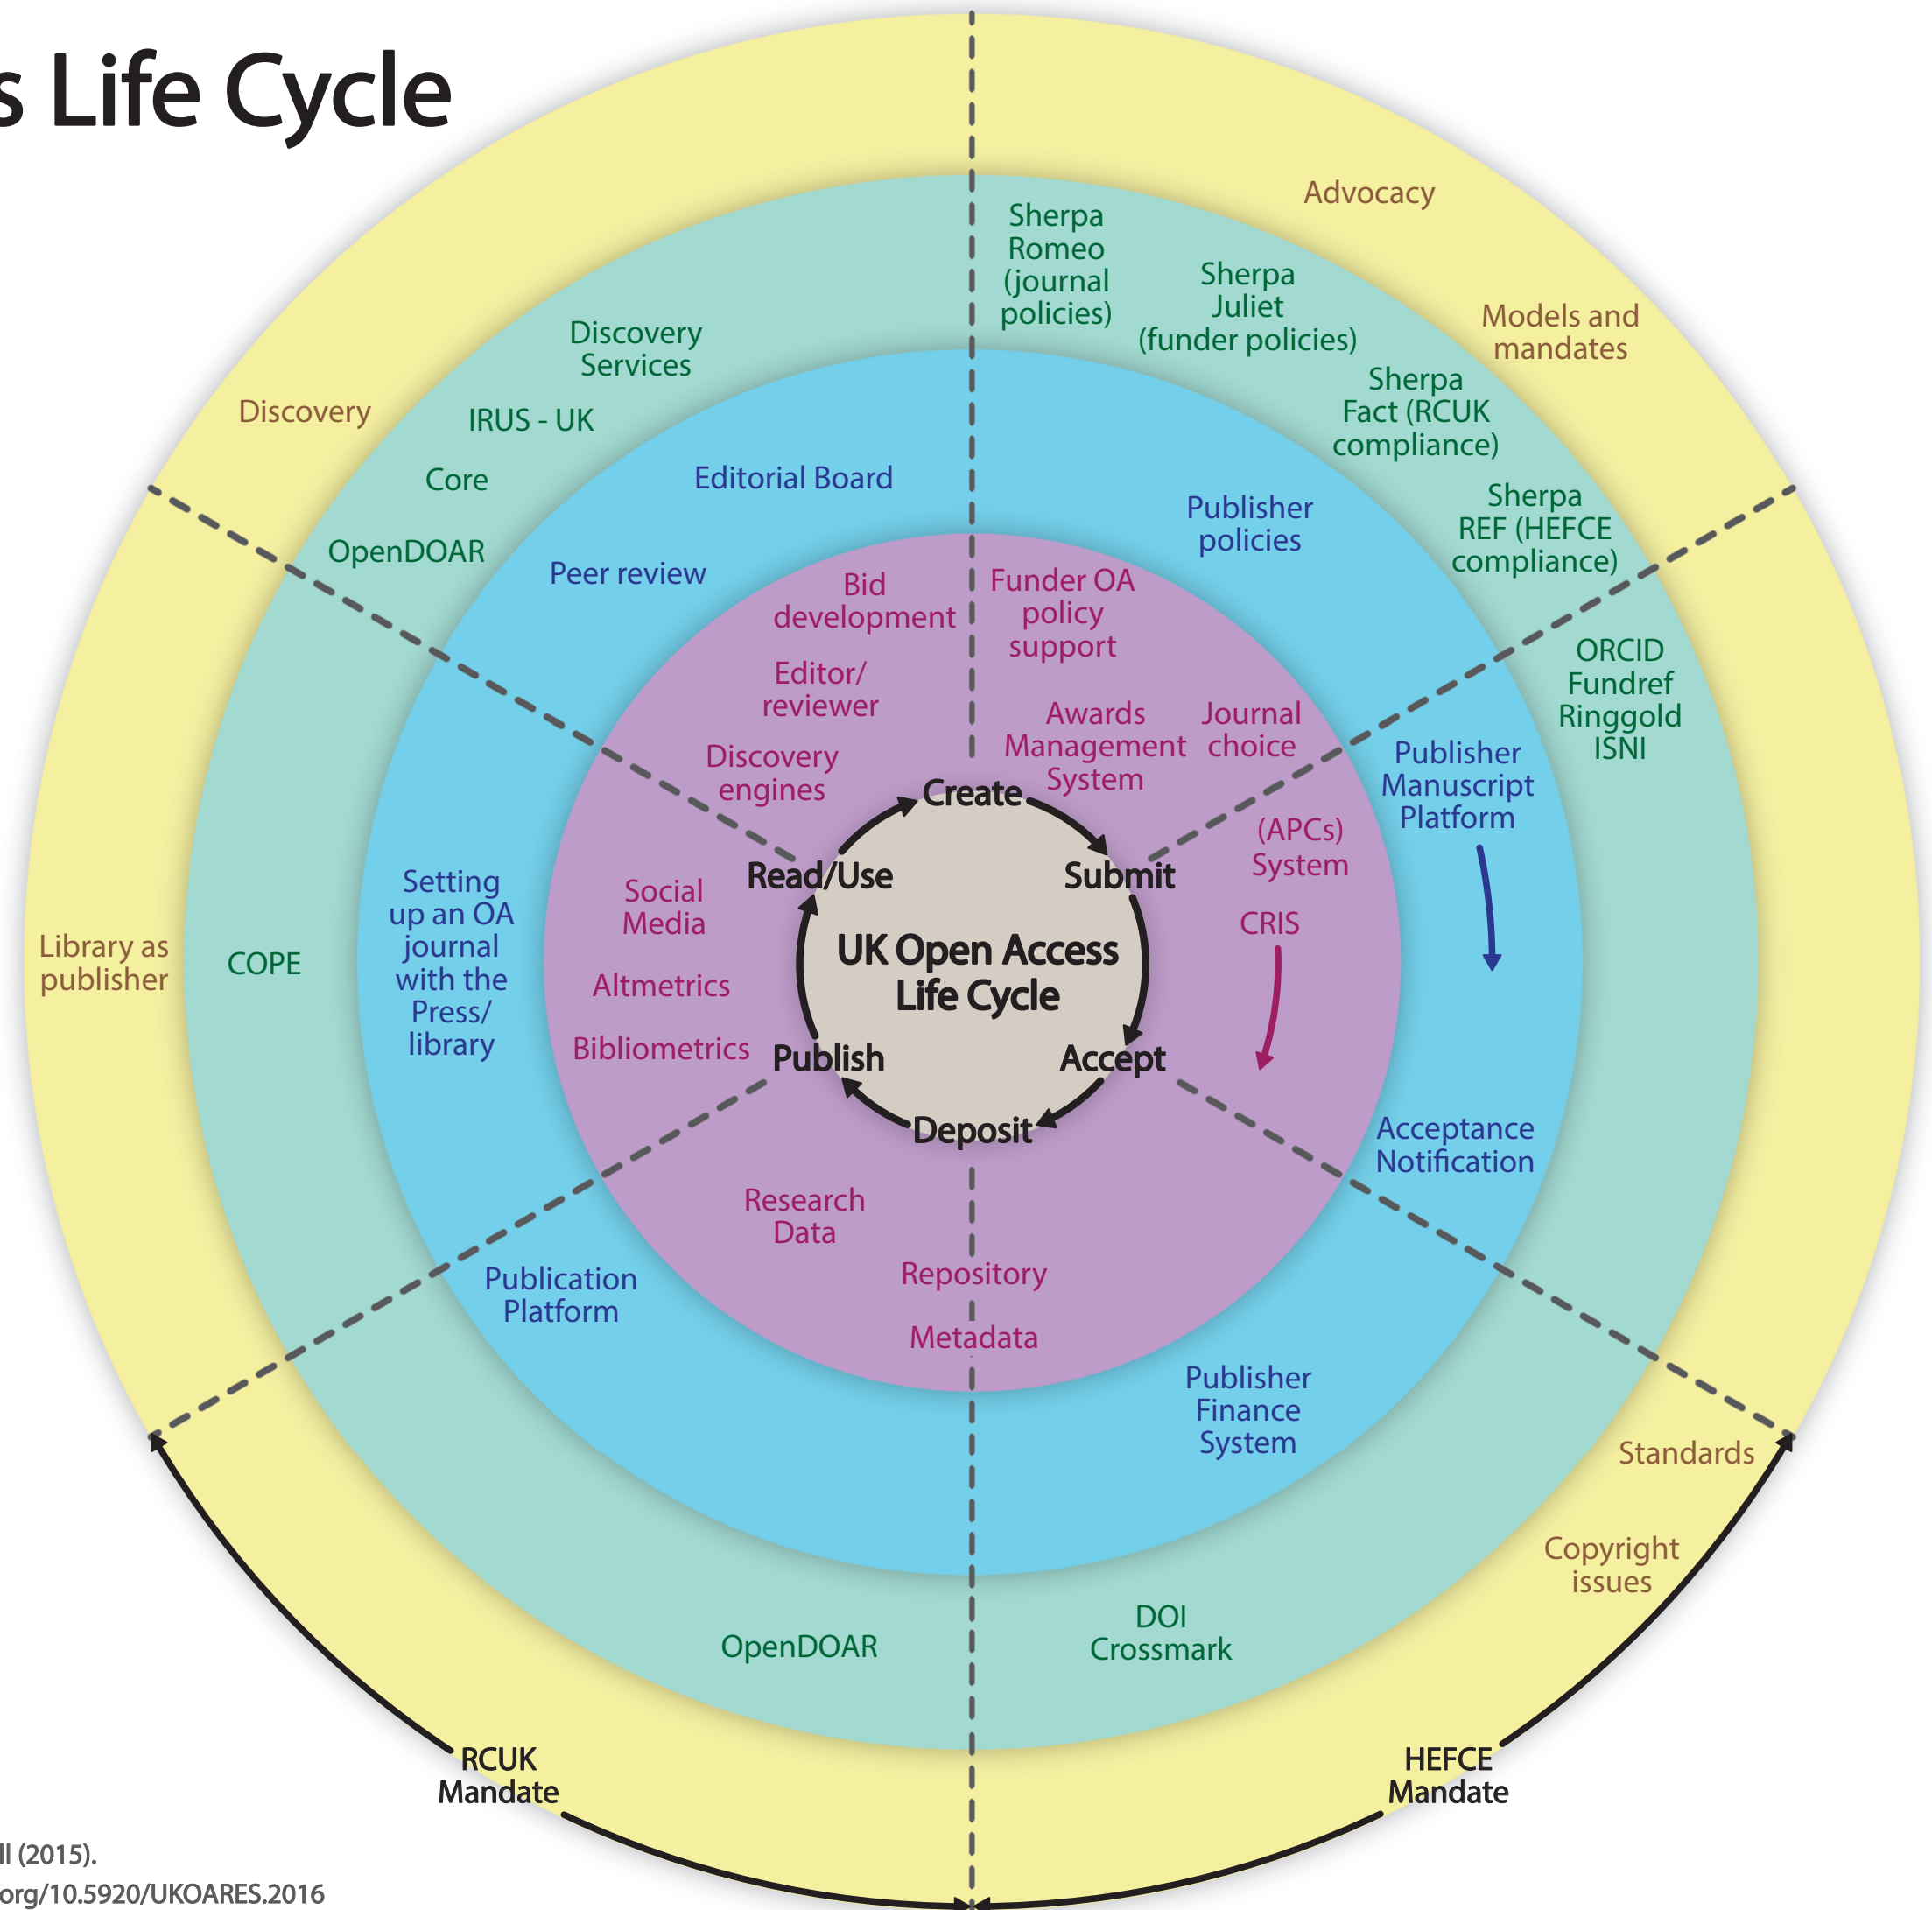 s Life Cycle
Advocacy
Models and
mandates
Sherpa
Romeo
(journal
policies)
Sherpa
Juliet
(funder policies)
Sherpa
Fact (RCUK
compliance)
Sherpa
REF (HEFCE
compliance)
Discovery
Discovery
Services
IRUS - UK
Core
OpenDOAR
Editorial Board
Peer review
Publisher
policies
Bid
development
Editor/
reviewer
Discovery
engines
Funder OA
policy
support
Awards
Management
System
Journal
choice
ORCID
Fundref
Ringgold
ISNI
Publisher
Manuscript
Platform
(APCs)
System
CRIS
Create
Submit
Accept
Deposit
Publish
Read/Use
UK Open Access
Life Cycle
Library as
publisher
COPE
Setting
up an OA
journal
with the
Press/
library
Social
Media
Altmetrics
Bibliometrics
Acceptance
Notification
Research
Data
Repository
Metadata
Publication
Platform
Publisher
Finance
System
Standards
Copyright
issues
OpenDOAR
DOI
Crossmark
RCUK
Mandate
HEFCE
Mandate
ll (2015).
org/10.5920/UKOARES.2016